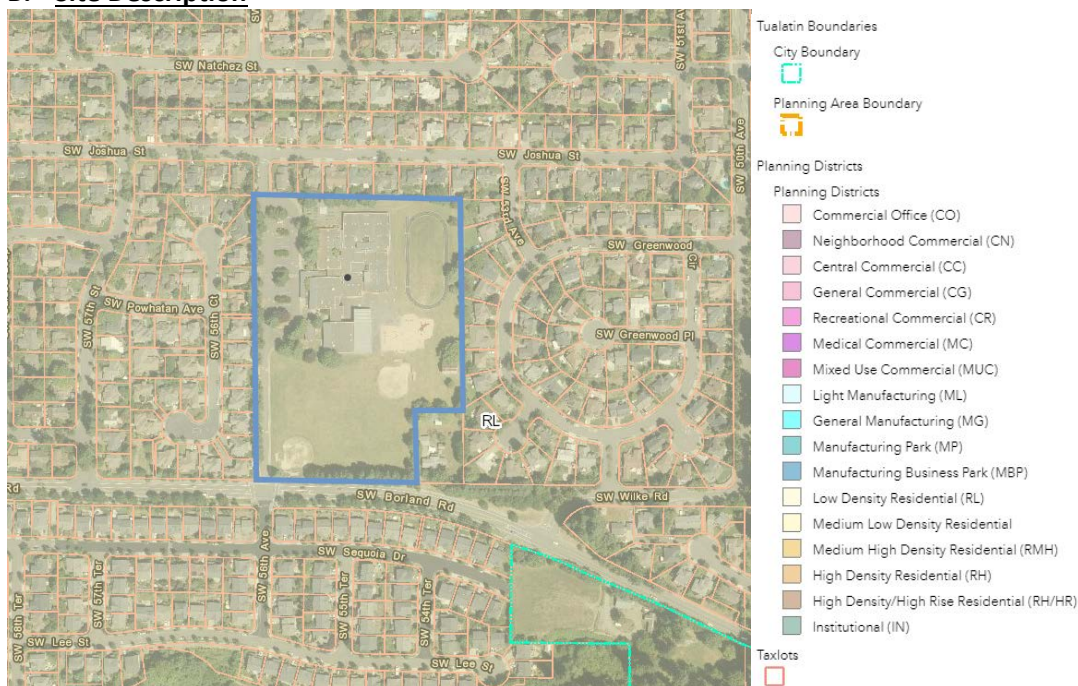 Site Description
SW Natchez St
SW 51st Av
SW 50th Ave
SW Joshua St
SW Joshua St
SW Greenwood
Cir
SW 57th St
SW Powhatan Ave
SW 56th Ct
SW Greenwood Pl
RL
Rd
SW Borland Rd
SW Wilke Rd
SW 56th Ave
SW Sequoia Dr
SW 58th Ter
SW 57th Ter
SW 55th Ter
SW 54th Ter
SW Lee St
SW Lee St
Tualatin Boundaries
City Boundary
Planning Area Boundary
Planning Districts
Planning Districts
Commercial Office (CO)
Neighborhood Commercial (CN)
Central Commercial (CC)
General Commercial (CG)
Recreational Commercial (CR)
Medical Commercial (MC)
Mixed Use Commercial (MUC)
Light Manufacturing (ML)
General Manufacturing (MG)
Manufacturing Park (MP)
Manufacturing Business Park (MBP)
Low Density Residential (RL)
Medium Low Density Residential
Medium High Density Residential (RMH)
High Density Residential (RH)
High Density/High Rise Residential (RH/HR)
Institutional (IN)
Taxlots